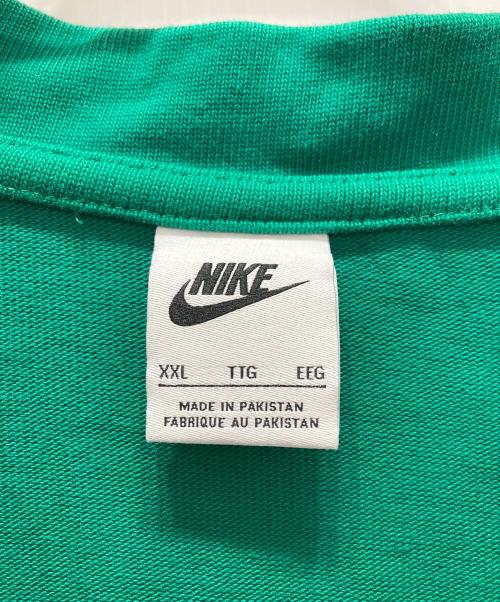 NIKE
XXL TTG EEG
MADE IN PAKISTAN
FABRIQUE AU PAKISTAN